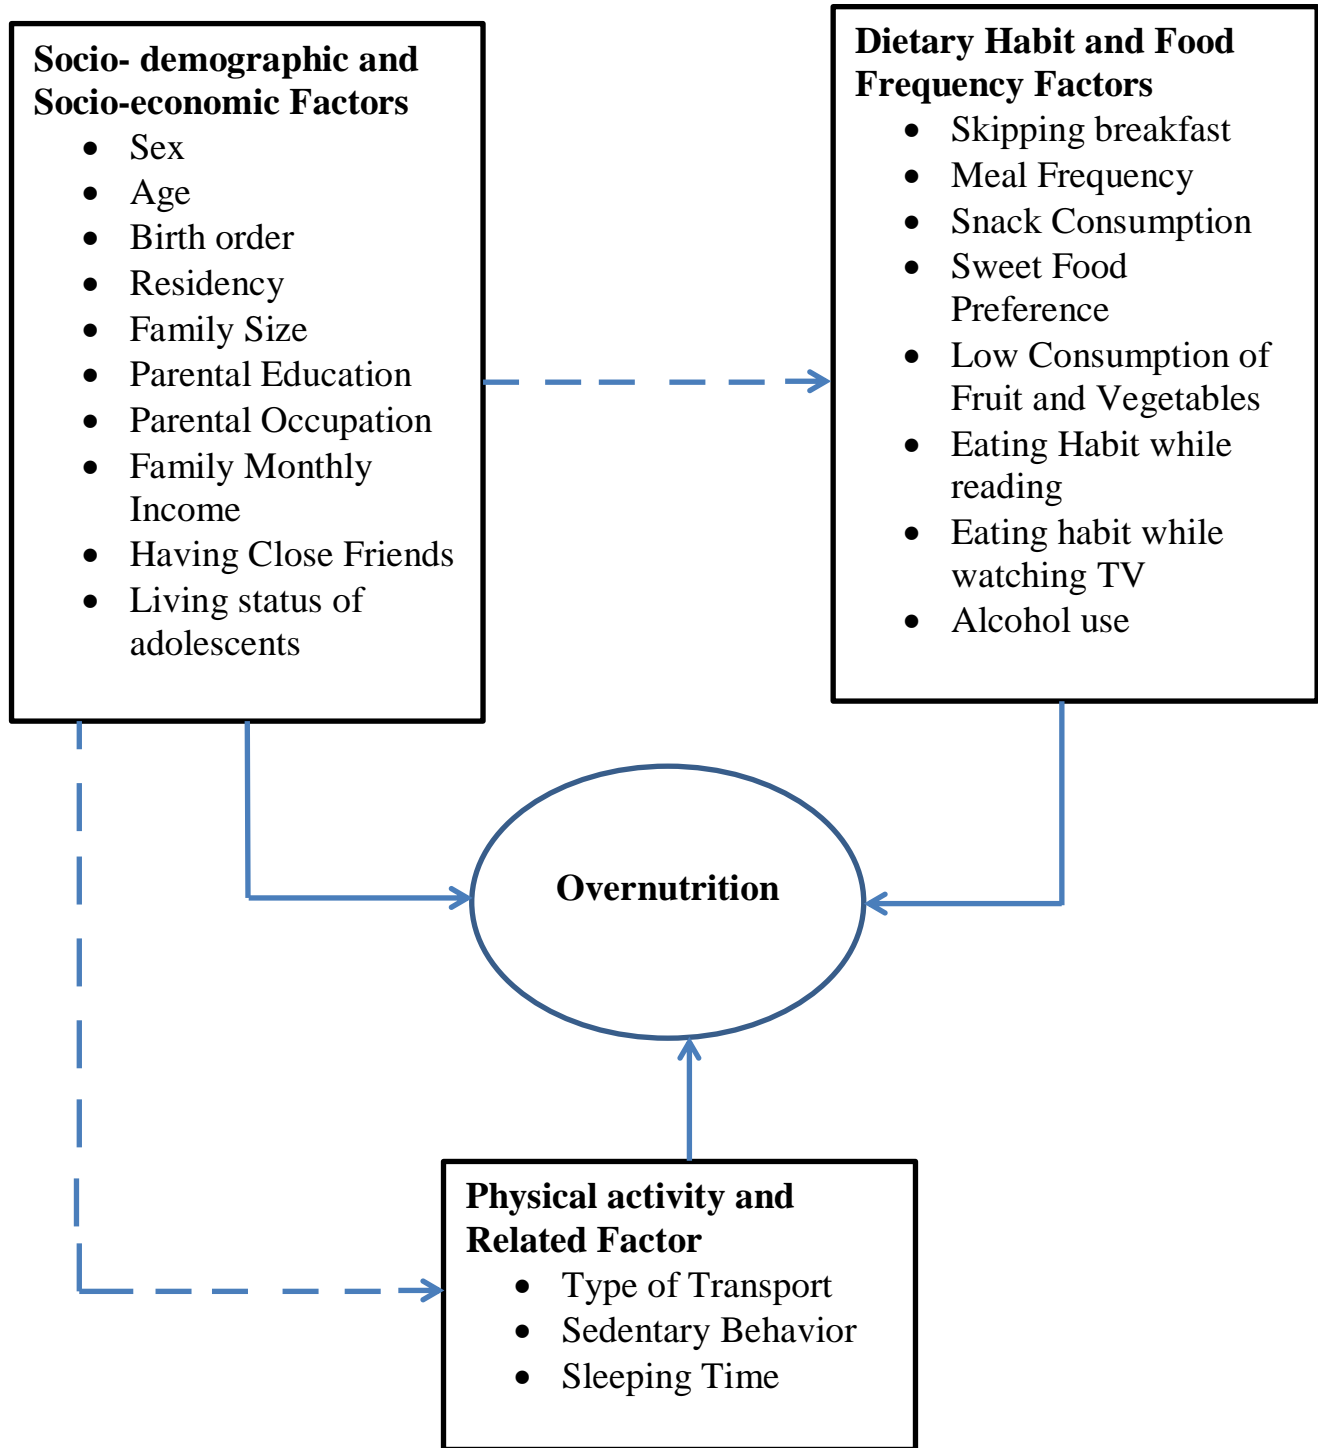 Socio- demographic and
Socio-economic Factors
• Sex
• Age
• Birth order
• Residency
• Family Size
• Parental Education
• Parental Occupation
• Family Monthly
Income
• Having Close Friends
• Living status of
adolescents
Dietary Habit and Food
Frequency Factors
• Skipping breakfast
• Meal Frequency
• Snack Consumption
• Sweet Food
Preference
• Low Consumption of
Fruit and Vegetables
• Eating Habit while
reading
• Eating habit while
watching TV
• Alcohol use
Overnutrition
Physical activity and
Related Factor
• Type of Transport
• Sedentary Behavior
• Sleeping Time